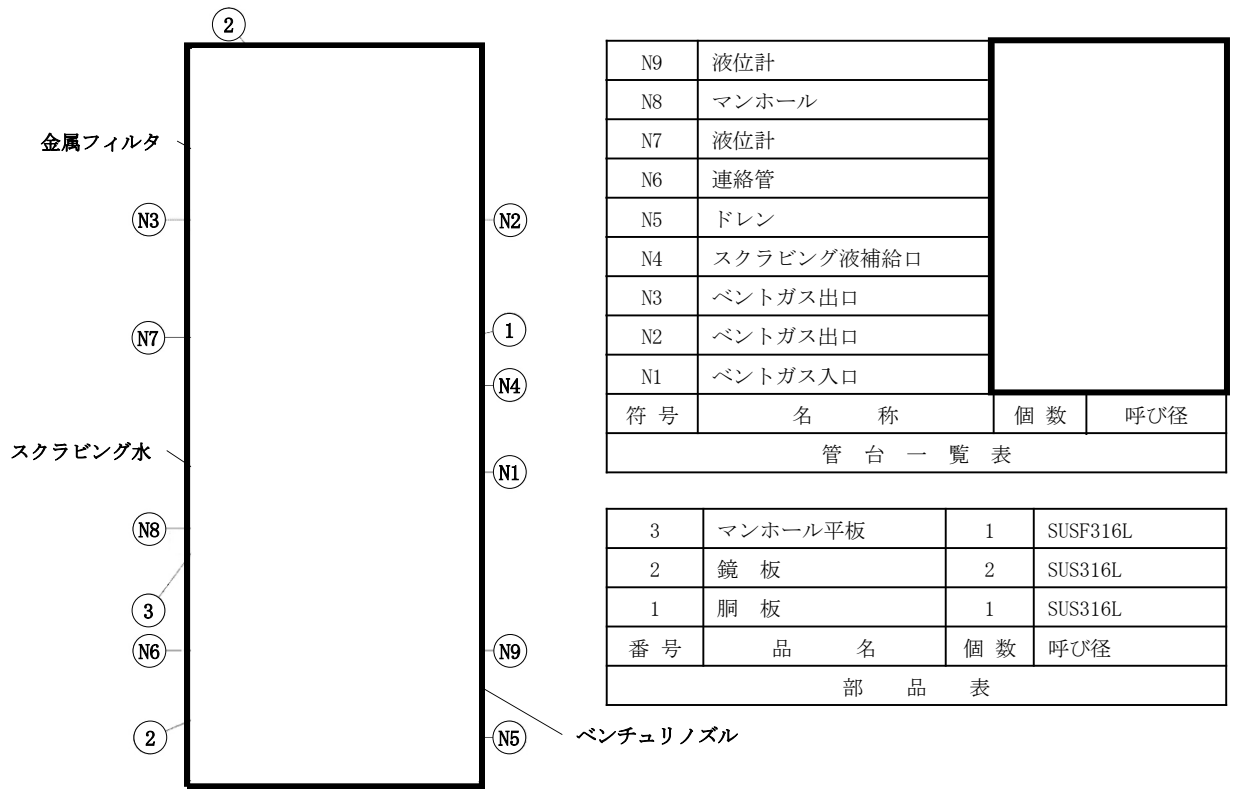 2
金属フィルタ
N3
N2
N7
1
N4
スクラビング水
N1
N8
3
N6
N9
2
N5
ベンチュリノズル
N9 液位計
N8 マンホール
N7 液位計
N6 連絡管
N5 ドレン
N4 スクラビング液補給口
N3 ベントガス出口
N2 ベントガス出口
N1 ベントガス入口
符 号 名 称 個 数 呼び径
管 台 一 覧 表
3 マンホール平板 1 SUSF316L
2 鏡 板 2 SUS316L
1 胴 板 1 SUS316L
番 号 品 名 個 数 呼び径
部 品 表